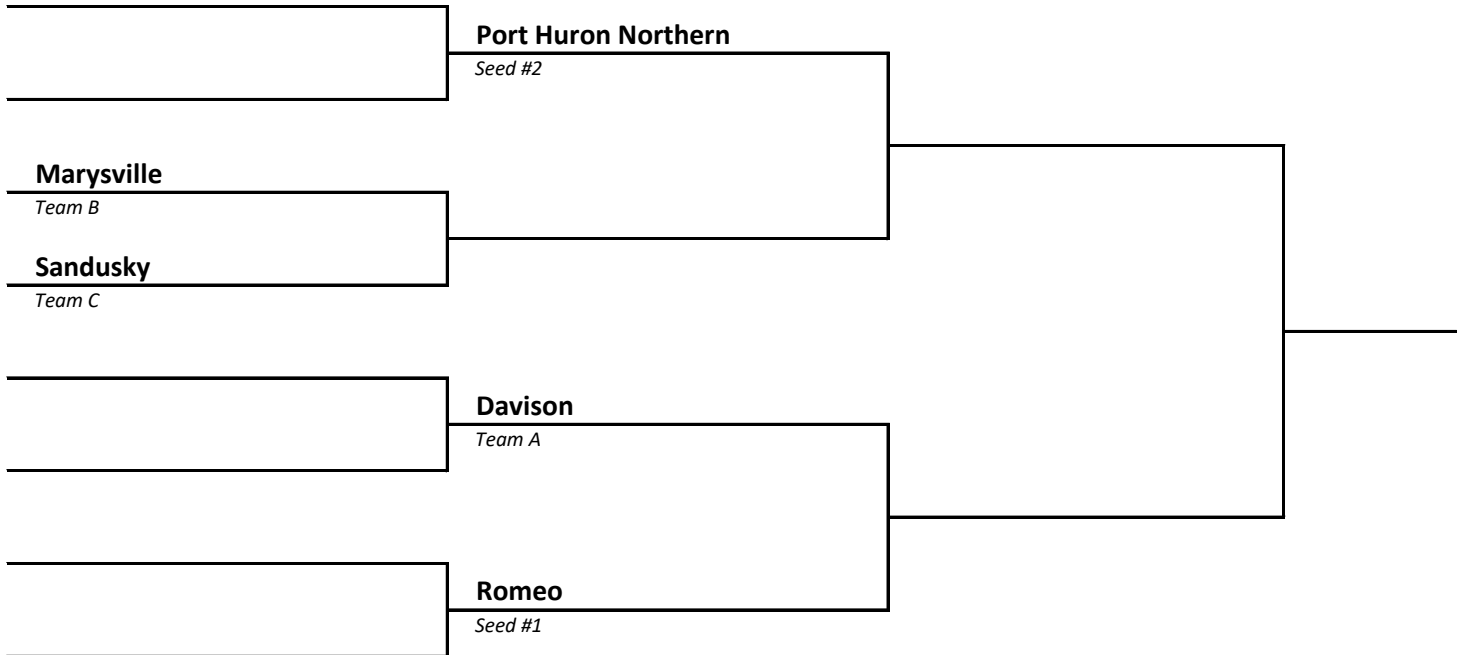 Port Huron Northern
Seed #2
Marysville
Team B
Sandusky
Team C
Davison
Team A
Romeo
Seed #1